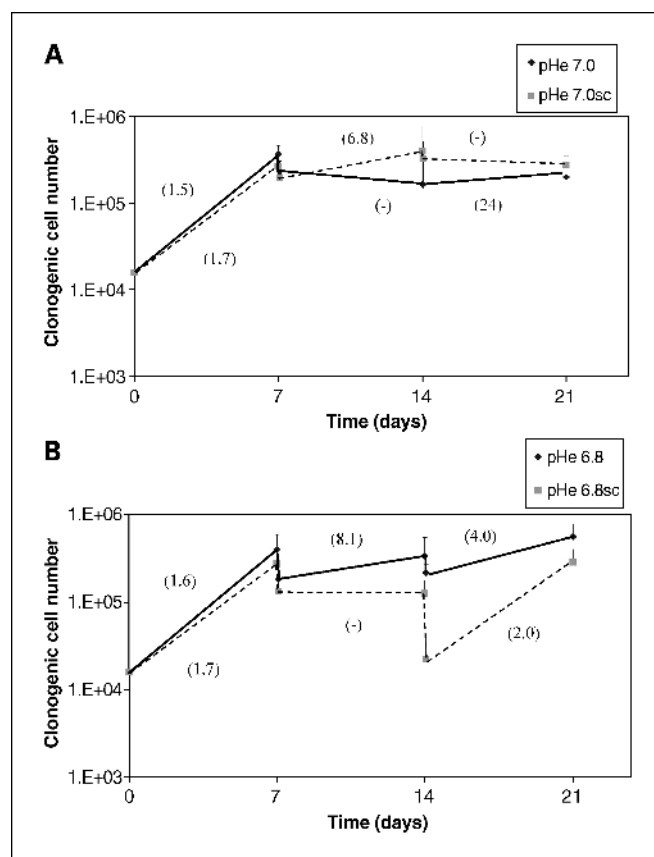 A
pHe 7.0
pHe 7.0sc
1.E+06
1.E+05
1.E+04
1.E+03
Clonogenic cell number
(1.5)
(1.7)
(6.8)
(-)
(-)
(24)
0
7
14
21
Time (days)
B
pHe 6.8
pHe 6.8sc
1.E+06
1.E+05
1.E+04
1.E+03
Clonogenic cell number
(1.6)
(1.7)
(8.1)
(4.0)
(-)
(2.0)
0
7
14
21
Time (days)